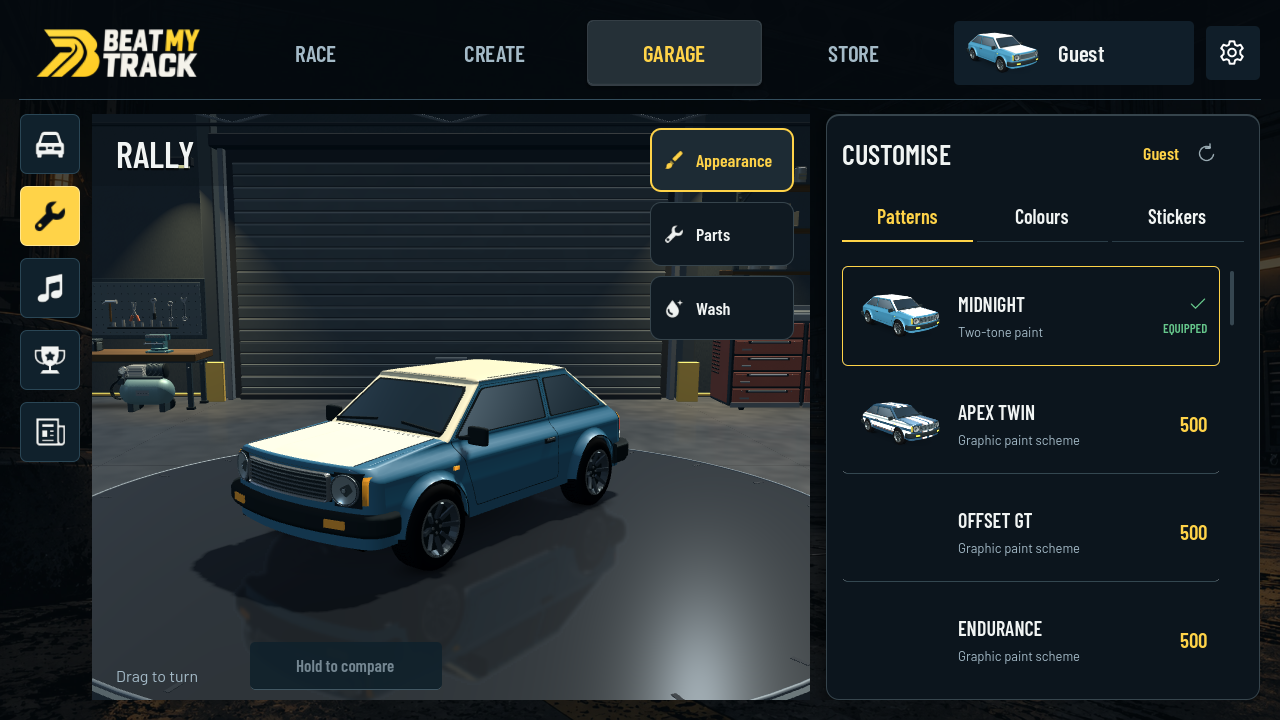 BEATMY
TRACK
RACE
CREATE
GARAGE
STORE
Guest
RALLY
Appearance
Parts
Wash
Hold to compare
Drag to turn
CUSTOMISE
Guest
Patterns
Colours
Stickers
MIDNIGHT
Two-tone paint
EQUIPPED
APEX TWIN
Graphic paint scheme
500
OFFSET GT
Graphic paint scheme
500
ENDURANCE
Graphic paint scheme
500